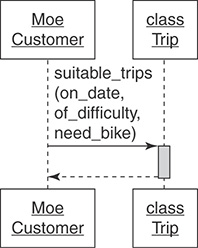 Moe
Customer
class
Trip
suitable_trips
(on_date,
of_difficulty,
need_bike)
Moe
Customer
class
Trip